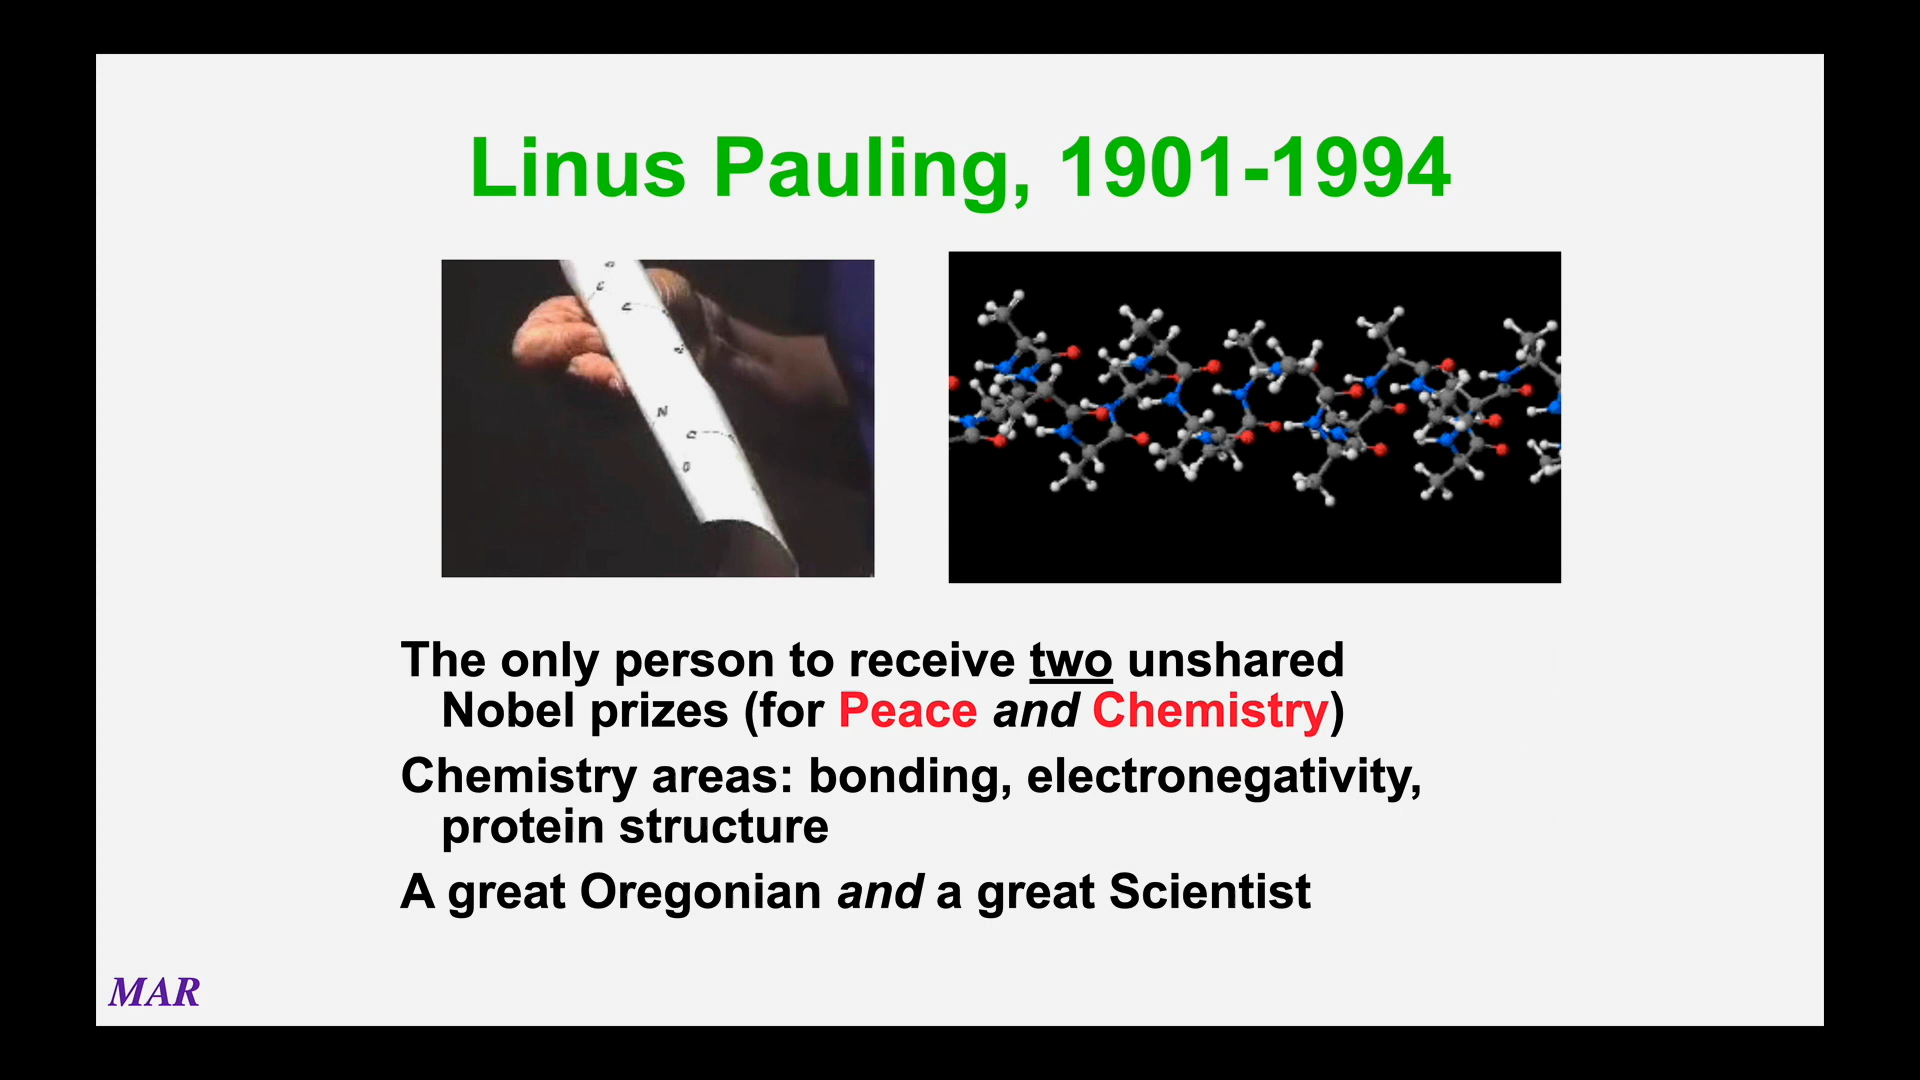 Linus Pauling, 1901-1994
N
The only person to receive two unshared
Nobel prizes (for Peace and Chemistry)
Chemistry areas: bonding, electronegativity,
protein structure
A great Oregonian and a great Scientist
MAR